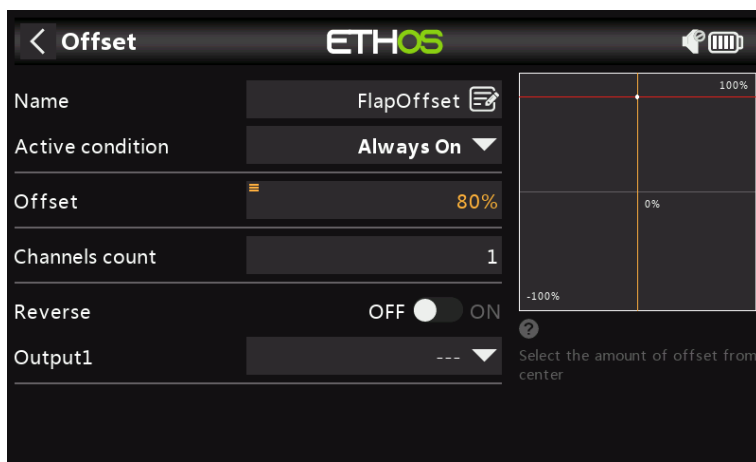 Offset
ETHOS
Name
FlapOffset
Active condition
Always On
Offset
80%
Channels count
1
Reverse
OFF ON
Output1
---
100%
0%
-100%
?
Select the amount of offset from
center